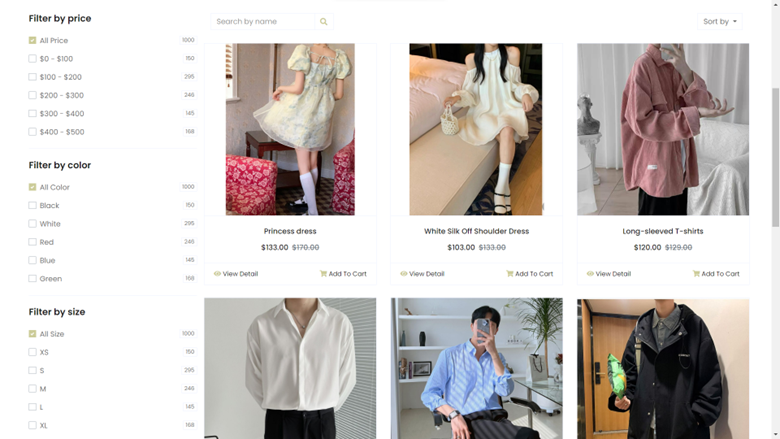 Filter by price
All Price 1000
$0 - $100 150
$100 - $200 295
$200 - $300 246
$300 - $400 145
$400 - $500 168
Filter by color
All Color 1000
Black 150
White 295
Red 246
Blue 145
Green 168
Filter by size
All Size 1000
XS 150
S 295
M 246
L 145
XL 168
Search by name
Sort by
Princess dress
$133.00 $170.00
View Detail Add To Cart
White Silk Off Shoulder Dress
$103.00 $133.00
View Detail Add To Cart
Long-sleeved T-shirts
$120.00 $129.00
View Detail Add To Cart